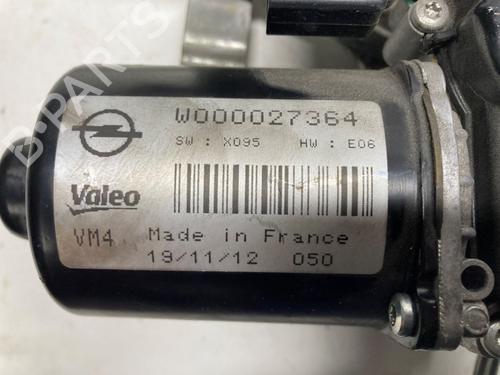 W000027364
SW : X095 HW : E06
Valeo
VM4 Made in France
19/11/12 050
B-PARTS